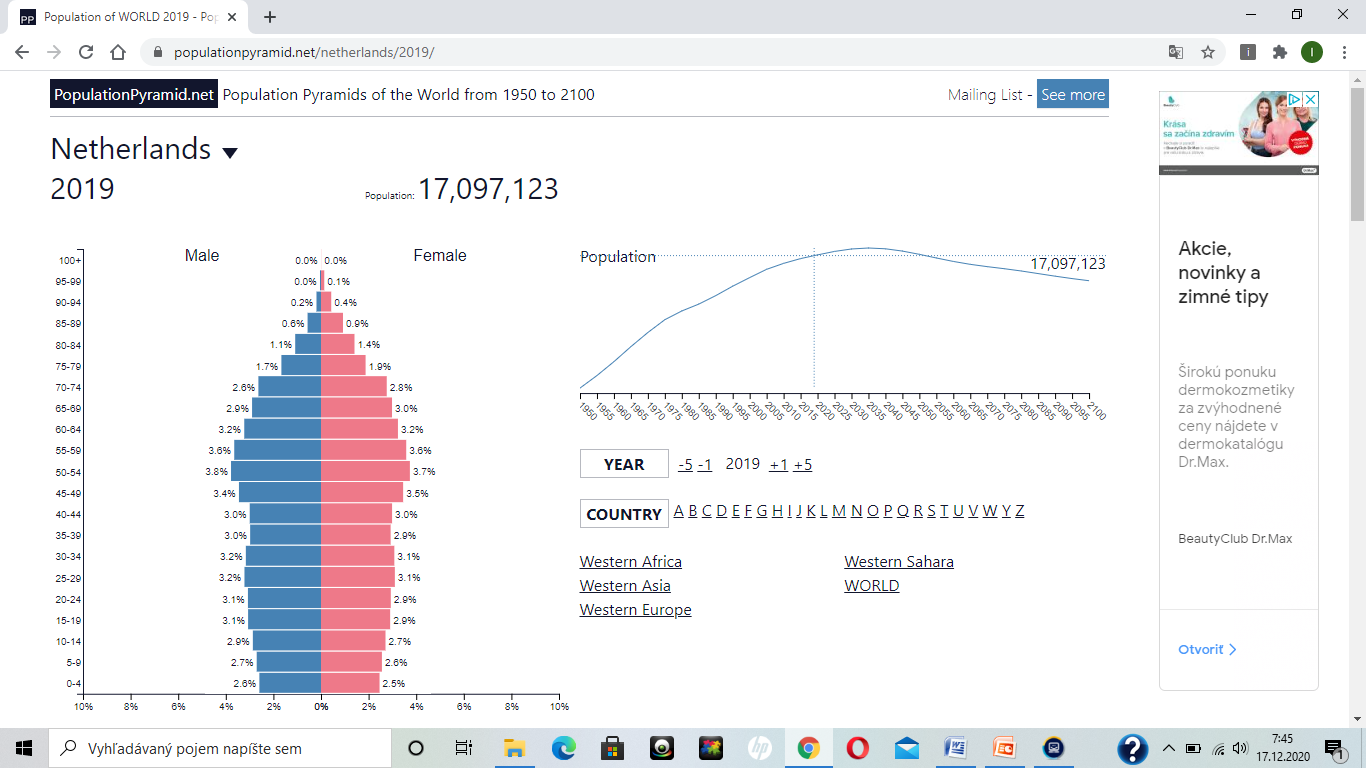 Population of WORLD 2019 - Pop
populationpyramid.net/netherlands/2019/
PopulationPyramid.net Population Pyramids of the World from 1950 to 2100
Mailing List - See more
Netherlands
2019
Population: 17,097,123
Male Female
100+ 0.0% 0.0%
95-99 0.0% 0.1%
90-94 0.2% 0.4%
85-89 0.6% 0.9%
80-84 1.1% 1.4%
75-79 1.7% 1.9%
70-74 2.6% 2.8%
65-69 2.9% 3.0%
60-64 3.2% 3.2%
55-59 3.6% 3.6%
50-54 3.8% 3.7%
45-49 3.4% 3.5%
40-44 3.0% 3.0%
35-39 3.0% 2.9%
30-34 3.2% 3.1%
25-29 3.2% 3.1%
20-24 3.1% 2.9%
15-19 3.1% 2.9%
10-14 2.9% 2.7%
5-9 2.7% 2.6%
0-4 2.6% 2.5%
10% 8% 6% 4% 2% 0% 2% 4% 6% 8% 10%
Population
17,097,123
1950 1955 1960 1965 1970 1975 1980 1985 1990 1995 2000 2005 2010 2015 2020 2025 2030 2035 2040 2045 2050 2055 2060 2065 2070 2075 2080 2085 2090 2095 2100
YEAR -5 -1 2019 +1 +5
COUNTRY A B C D E F G H I J K L M N O P Q R S T U V W Y Z
Western Africa
Western Asia
Western Europe
Western Sahara
WORLD
Krása
sa začína zdravím
Akcie,
novinky a
zimné tipy
Širokú ponuku
dermokozmetiky
za zvýhodnené
ceny nájdete v
dermokatalógu
Dr.Max.
BeautyClub Dr.Max
Otvoriť
Vyhľadávaný pojem napíšte sem
7:45
17.12.2020
1